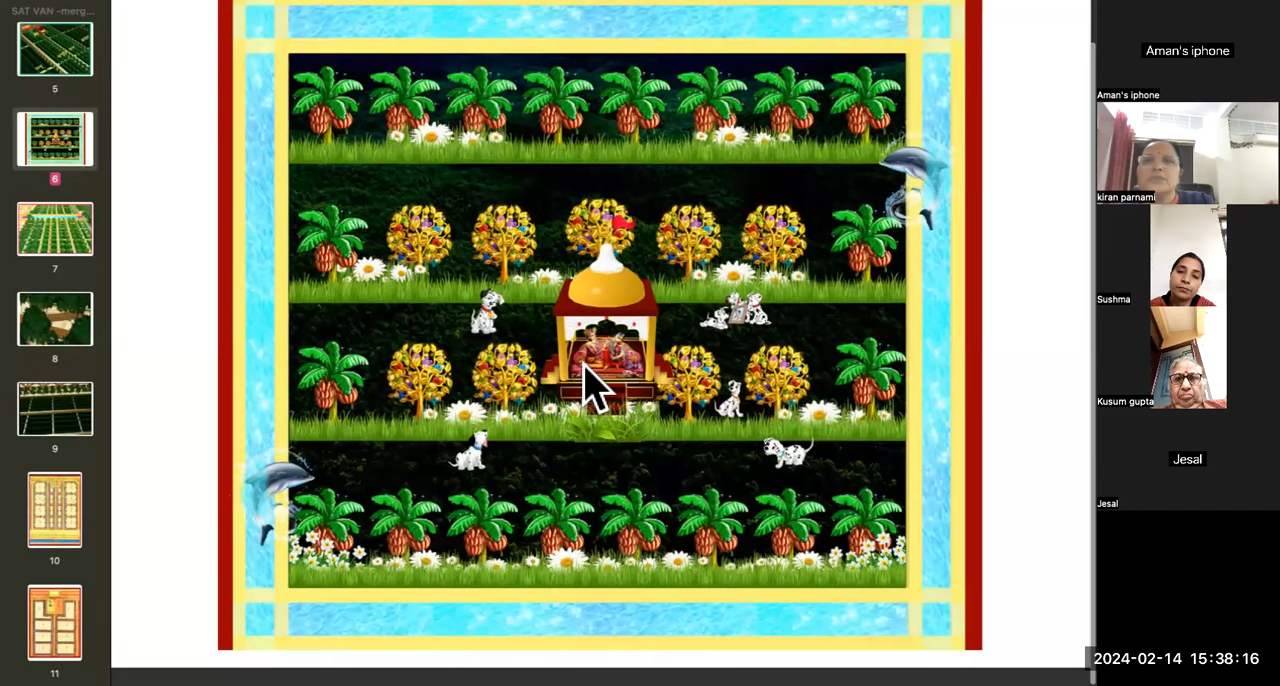 SAT VAN -merg...
5
6
7
8
9
10
11
Aman's iphone
Aman's iphone
kiran parnami
Sushma
Kusum gupta
Jesal
Jesal
2024-02-14 15:38:16